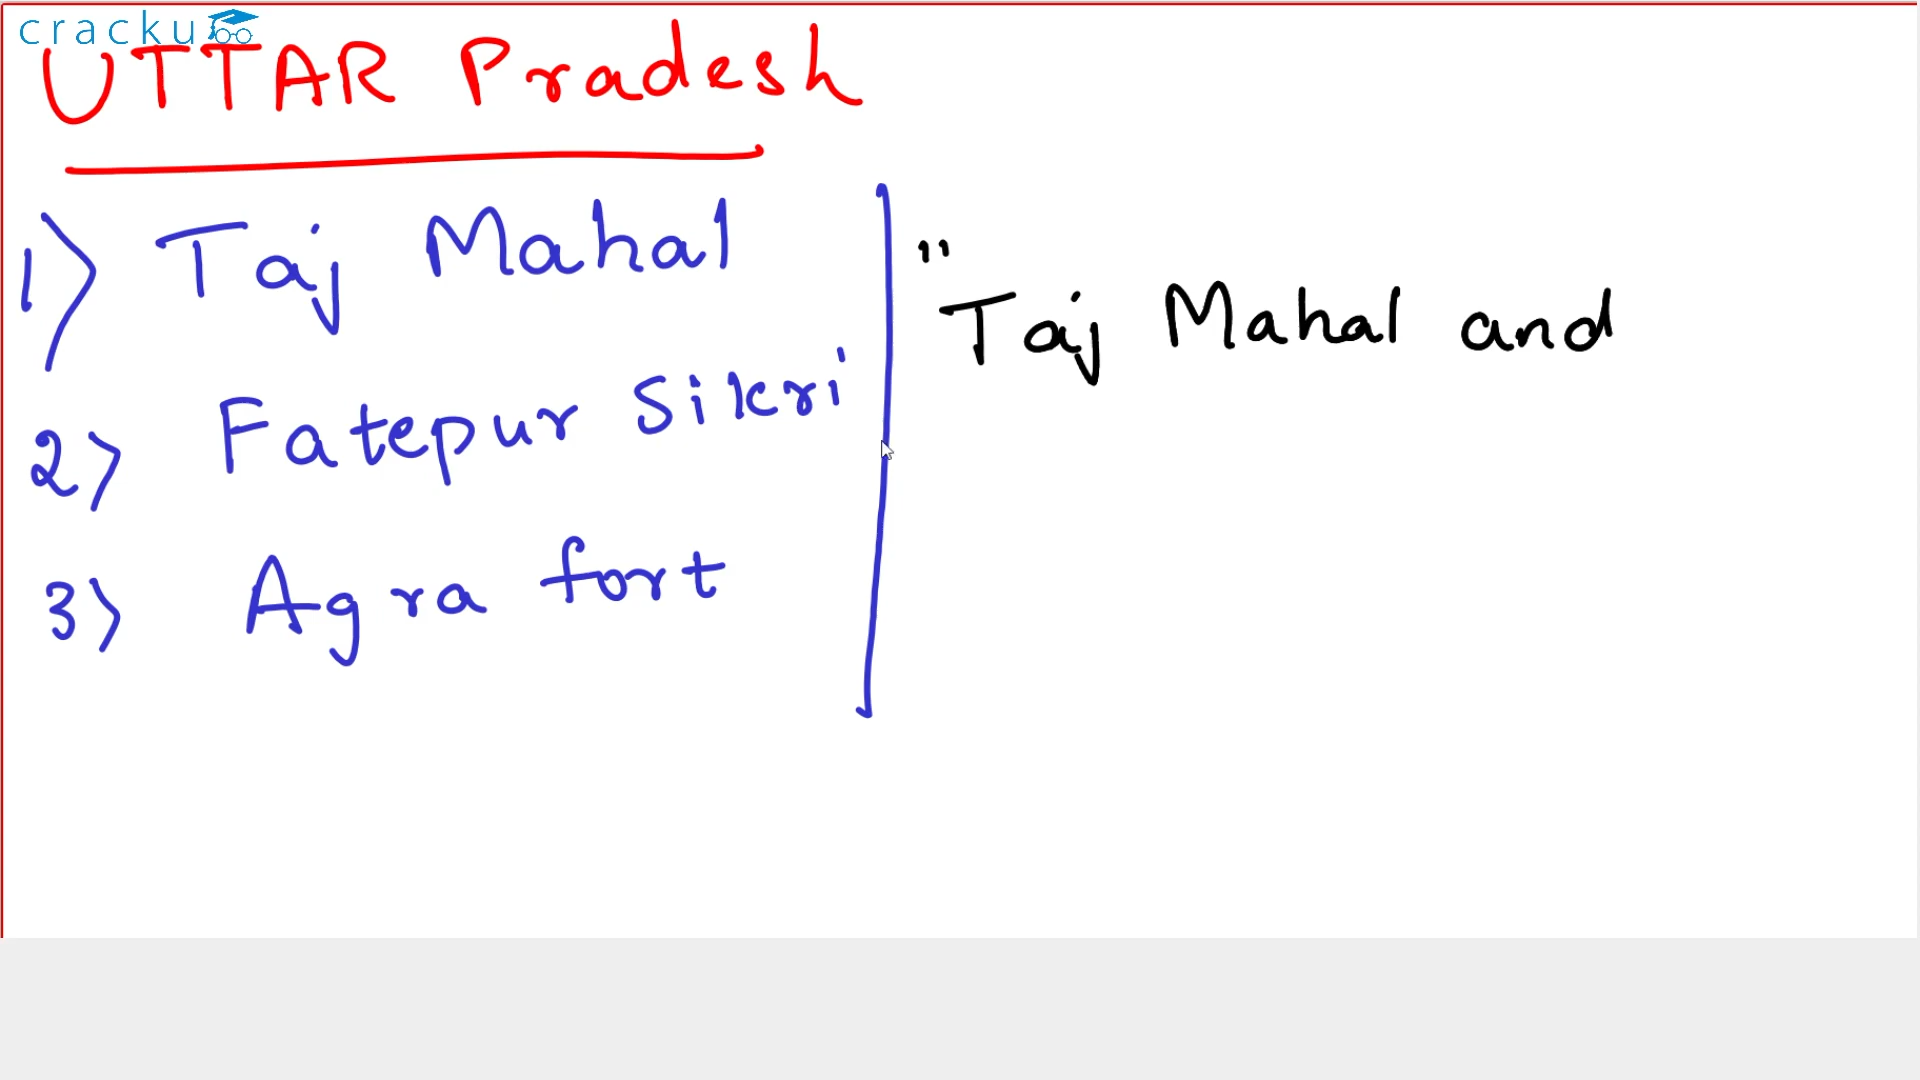 cracku
UTTAR Pradesh
1) Taj Mahal
2) Fatepur Sikri
3) Agra fort
"
Taj Mahal and